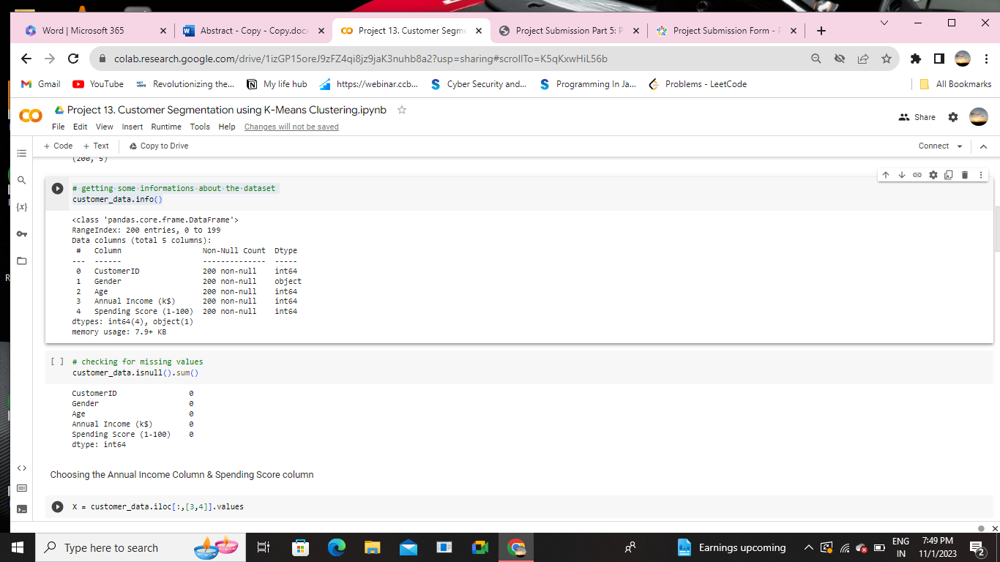 Word | Microsoft 365
Abstract - Copy - Copy.docx
Project 13. Customer Segme
Project Submission Part 5: P
Project Submission Form - P
colab.research.google.com/drive/1izGP15oreJ9zFZ4qi8jz9jaK3nuhb8a2?usp=sharing#scrollTo=K5qKxwHiL56b
Gmail
YouTube
Revolutionizing the...
My life hub
https://webinar.ccb...
Cyber Security and...
Programming In Ja...
Problems - LeetCode
All Bookmarks
CO
Project 13. Customer Segmentation using K-Means Clustering.ipynb
Share
File Edit View Insert Runtime Tools Help Changes will not be saved
+ Code + Text Copy to Drive
Connect
(200, 5)
# getting some informations about the dataset
customer_data.info()
<class 'pandas.core.frame.DataFrame'>
RangeIndex: 200 entries, 0 to 199
Data columns (total 5 columns):
# Column Non-Null Count Dtype
--- ------ -------------- -----
0 CustomerID 200 non-null int64
1 Gender 200 non-null object
2 Age 200 non-null int64
3 Annual Income (k$) 200 non-null int64
4 Spending Score (1-100) 200 non-null int64
dtypes: int64(4), object(1)
memory usage: 7.9+ KB
[ ] # checking for missing values
customer_data.isnull().sum()
CustomerID 0
Gender 0
Age 0
Annual Income (k$) 0
Spending Score (1-100) 0
dtype: int64
Choosing the Annual Income Column & Spending Score column
X = customer_data.iloc[:,[3,4]].values
Type here to search
Earnings upcoming
ENG
IN
7:49 PM
11/1/2023
2